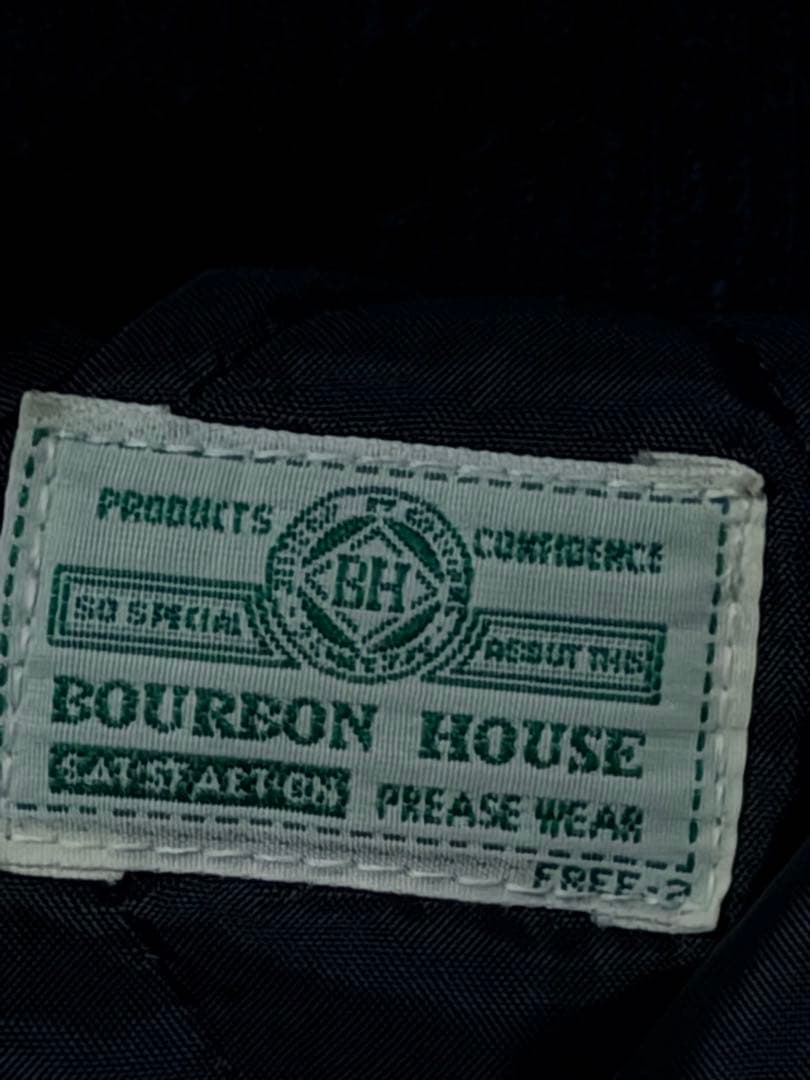 PRODUCTS CONFIDENCE
BH
SO SPECIAL ABOUT THIS
BOURBON HOUSE
SATISFACTION PREASE WEAR
FREE-2